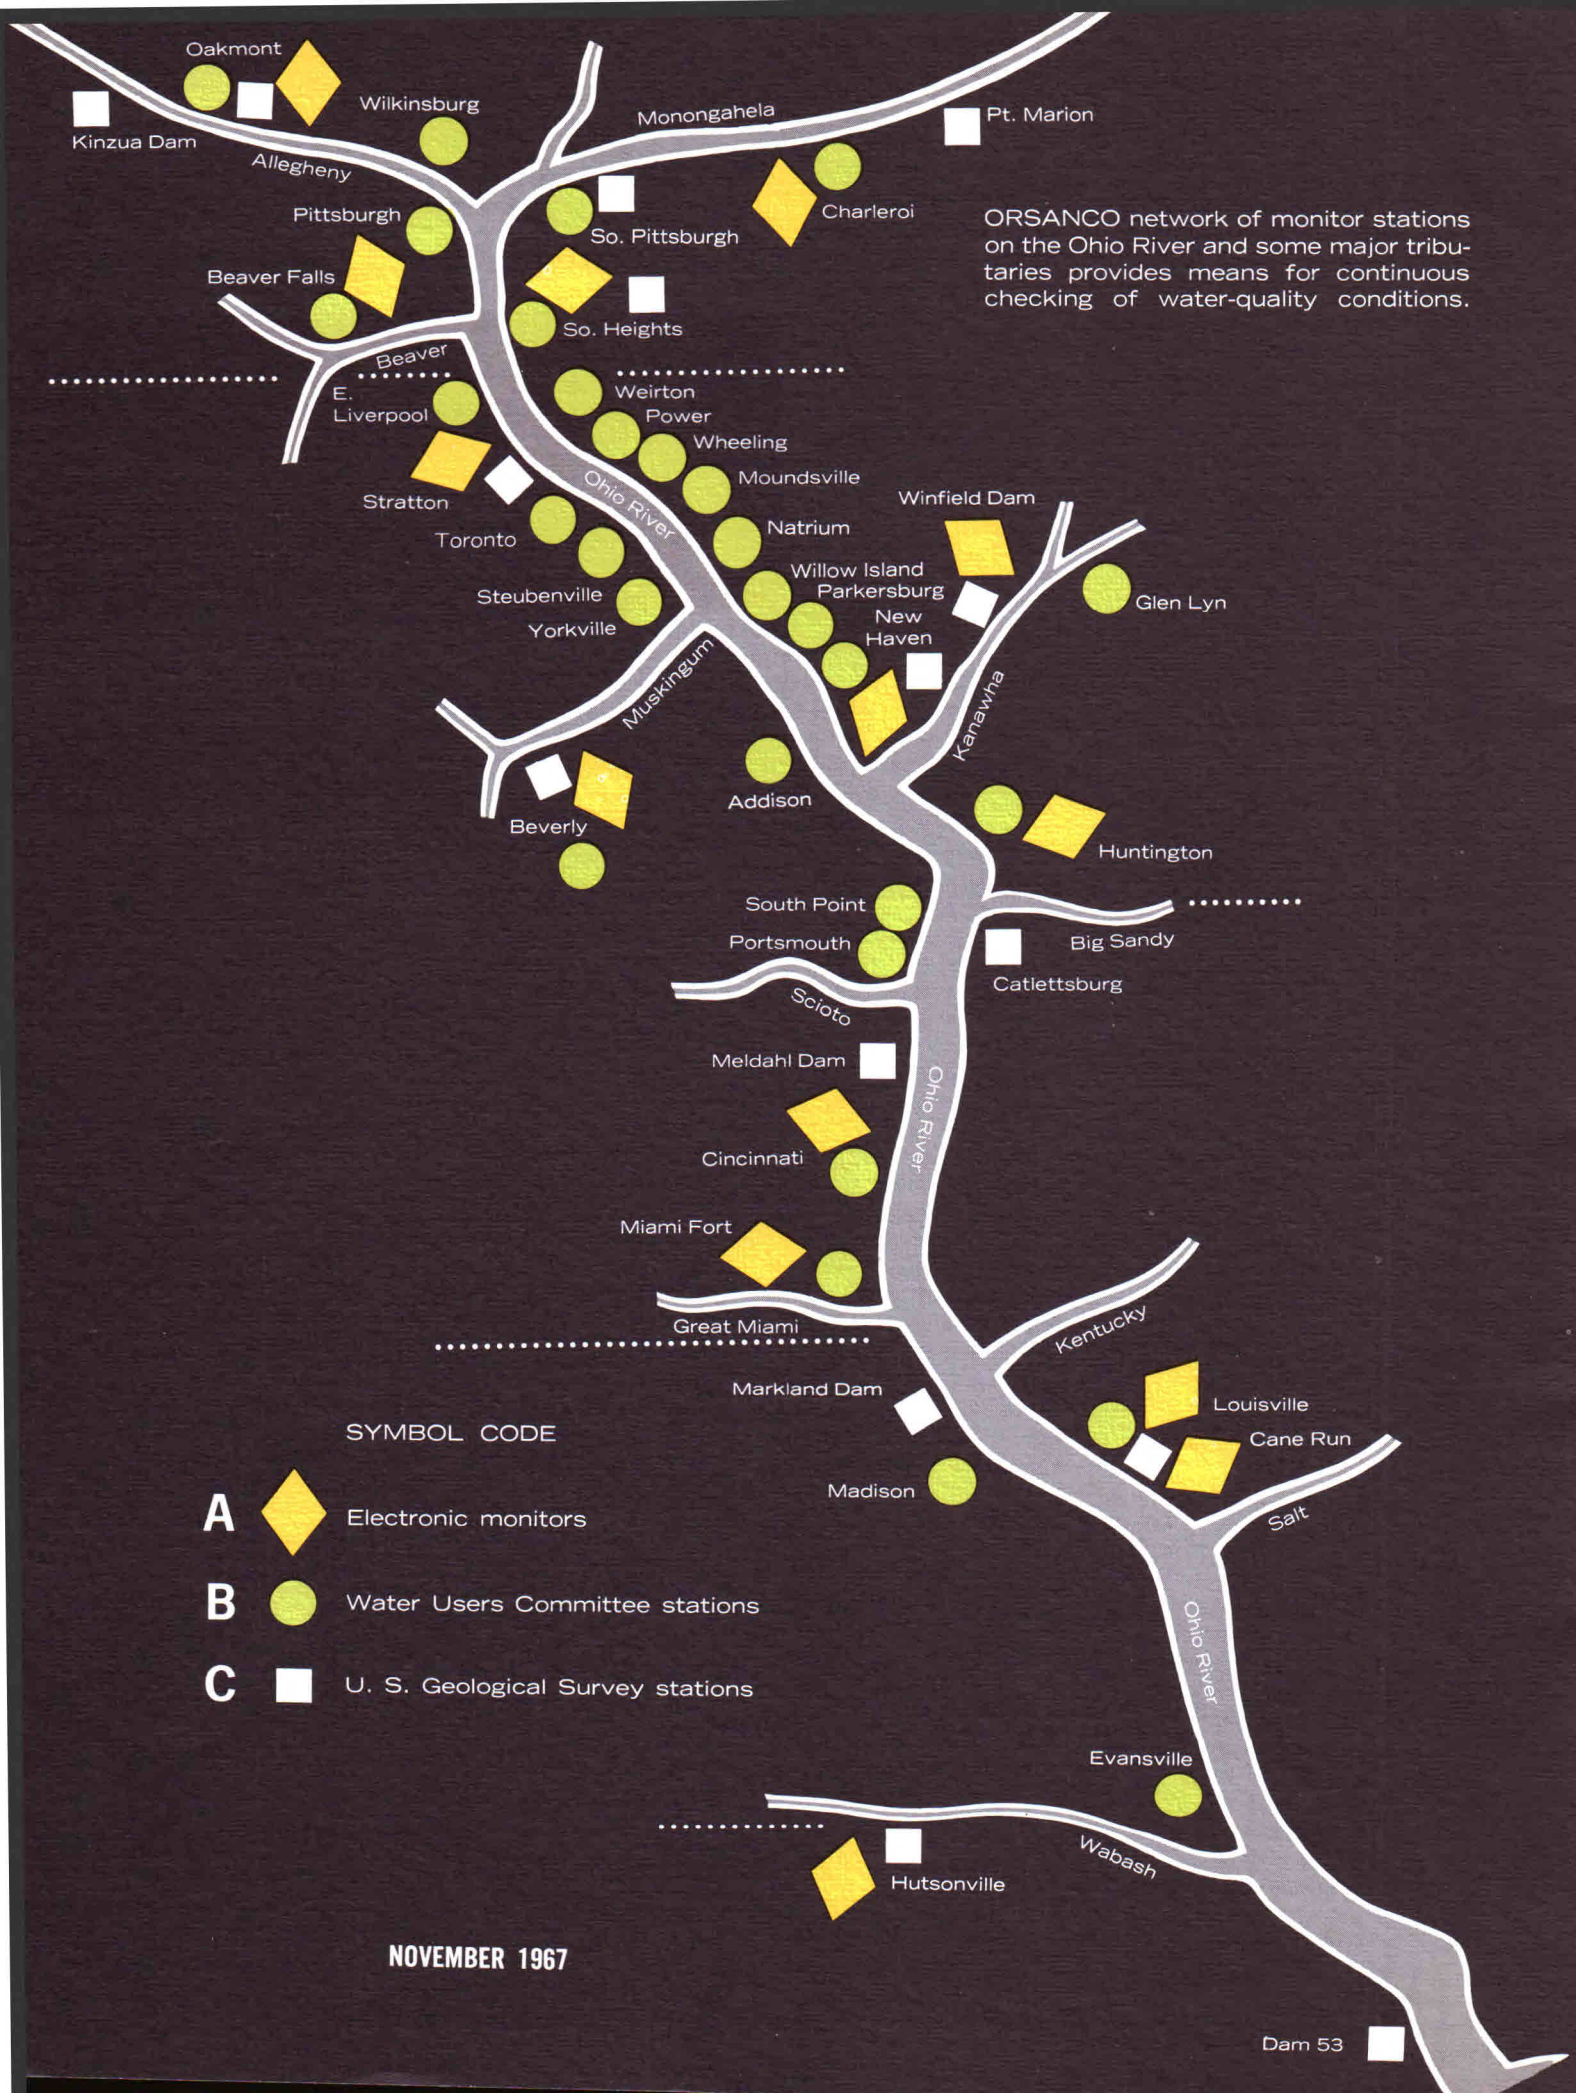 Oakmont
Wilkinsburg
Kinzua Dam
Allegheny
Monongahela
Pt. Marion
Pittsburgh
So. Pittsburgh
Charleroi
ORSANCO network of monitor stations
on the Ohio River and some major tribu-
taries provides means for continuous
checking of water-quality conditions.
Beaver Falls
So. Heights
Beaver
E.
Liverpool
Weirton
Power
Wheeling
Moundsville
Stratton
Ohio River
Winfield Dam
Toronto
Natrium
Steubenville
Willow Island
Parkersburg
New
Haven
Glen Lyn
Yorkville
Muskingum
Kanawha
Addison
Beverly
Huntington
South Point
Portsmouth
Big Sandy
Catlettsburg
Scioto
Meldahl Dam
Ohio River
Cincinnati
Miami Fort
Great Miami
Kentucky
Markland Dam
Louisville
Cane Run
Madison
Salt
SYMBOL CODE
A Electronic monitors
B Water Users Committee stations
C U. S. Geological Survey stations
Ohio River
Evansville
Wabash
Hutsonville
NOVEMBER 1967
Dam 53